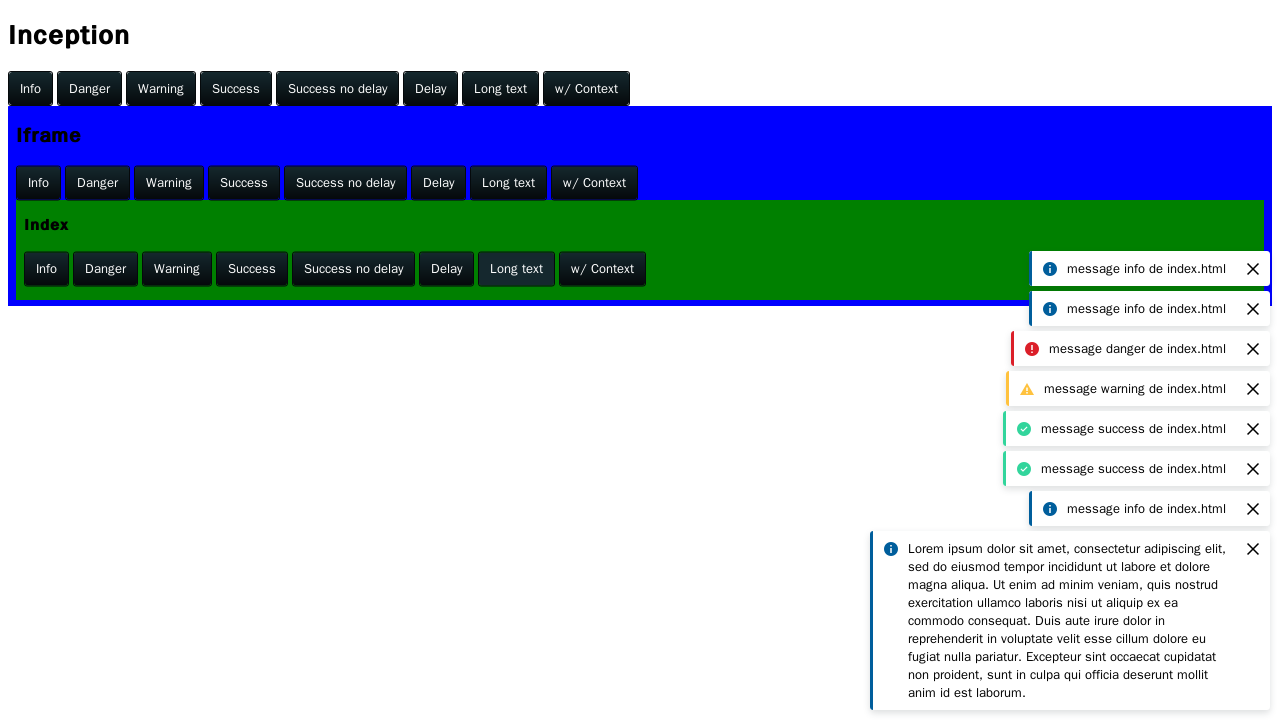 Inception
Info Danger Warning Success Success no delay Delay Long text w/ Context
Iframe
Info Danger Warning Success Success no delay Delay Long text w/ Context
Index
Info Danger Warning Success Success no delay Delay Long text w/ Context
message info de index.html
message info de index.html
message danger de index.html
message warning de index.html
message success de index.html
message success de index.html
message info de index.html
Lorem ipsum dolor sit amet, consectetur adipiscing elit,
sed do eiusmod tempor incididunt ut labore et dolore
magna aliqua. Ut enim ad minim veniam, quis nostrud
exercitation ullamco laboris nisi ut aliquip ex ea
commodo consequat. Duis aute irure dolor in
reprehenderit in voluptate velit esse cillum dolore eu
fugiat nulla pariatur. Excepteur sint occaecat cupidatat
non proident, sunt in culpa qui officia deserunt mollit
anim id est laborum.